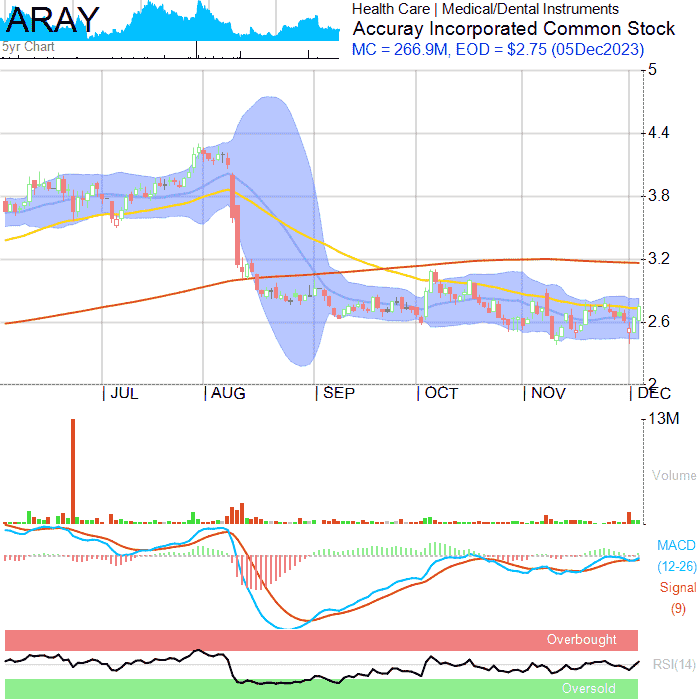 ARAY
5yr Chart
Health Care | Medical/Dental Instruments
Accuray Incorporated Common Stock
MC = 266.9M, EOD = $2.75 (05Dec2023)
5
4.4
3.8
3.2
2.6
2
JUL
AUG
SEP
OCT
NOV
DEC
13M
Volume
MACD
(12-26)
Signal
(9)
Overbought
RSI(14)
Oversold